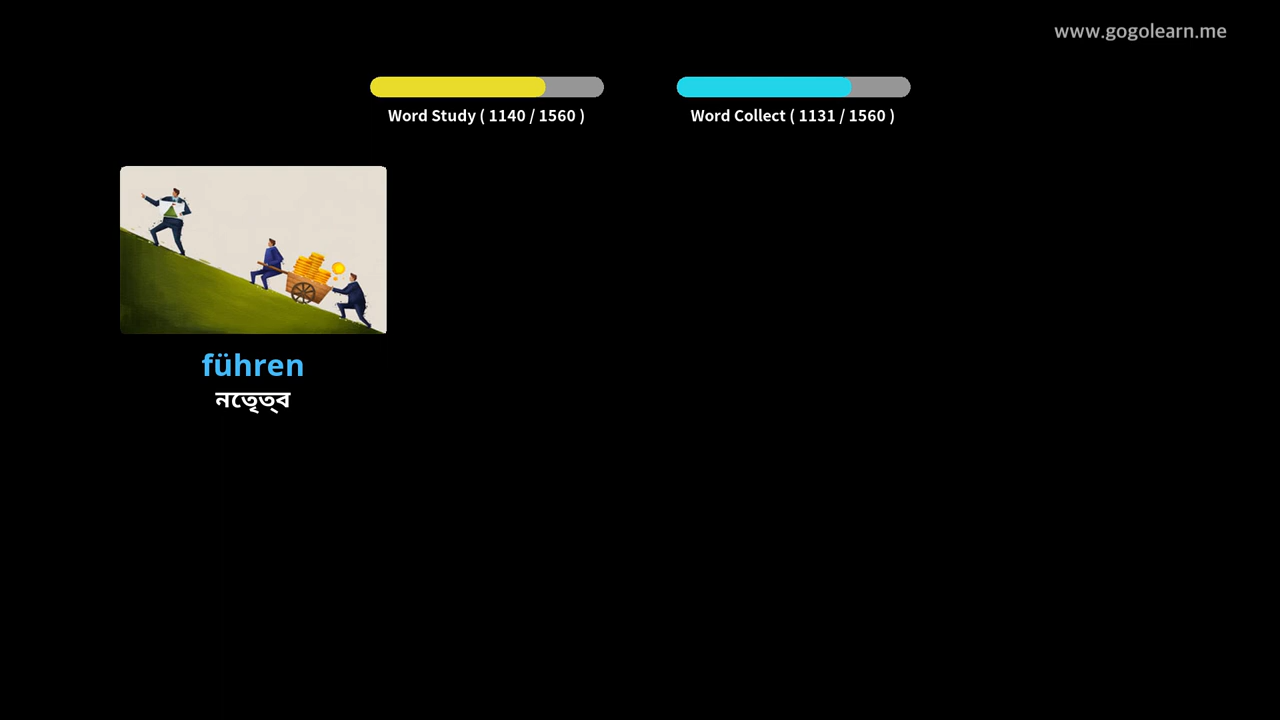 www.gogolearn.me
Word Study ( 1140 / 1560 )
Word Collect ( 1131 / 1560 )
führen
নেতৃত্ব